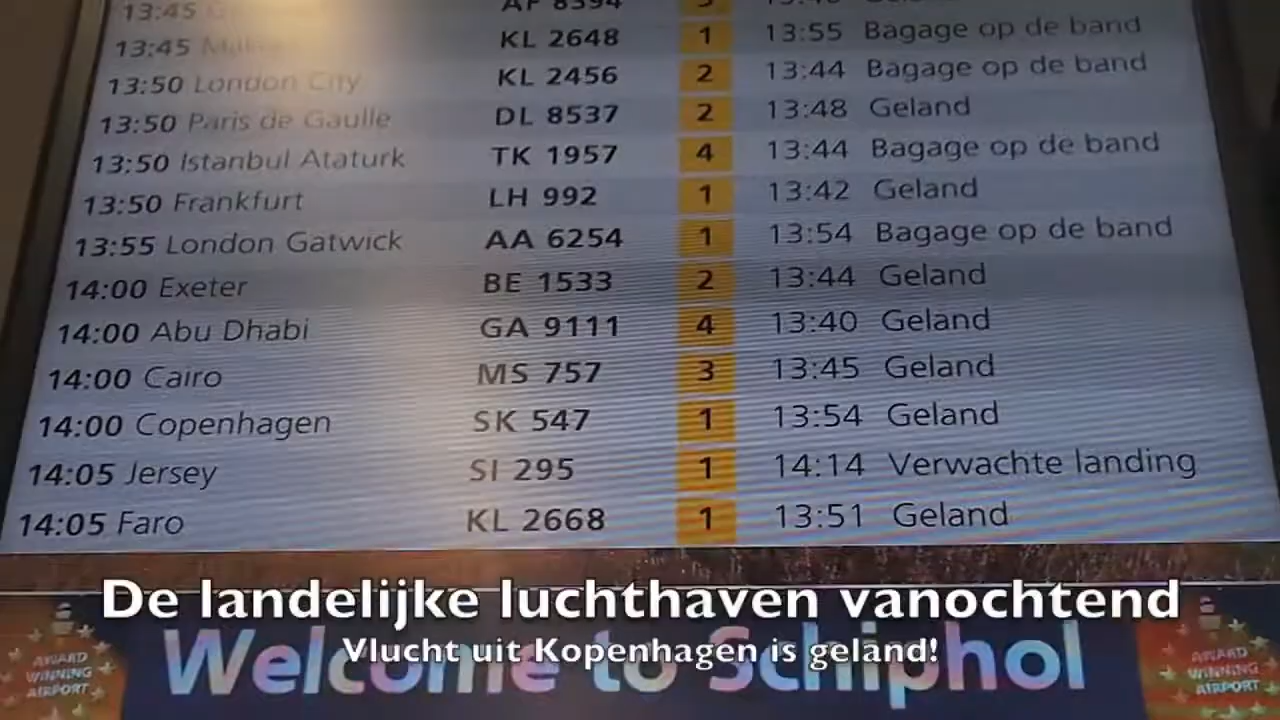 13:45 AF 8394
13:45 KL 2648 1 13:55 Bagage op de band
13:50 London City KL 2456 2 13:44 Bagage op de band
13:50 Paris de Gaulle DL 8537 2 13:48 Geland
13:50 Istanbul Ataturk TK 1957 4 13:44 Bagage op de band
13:50 Frankfurt LH 992 1 13:42 Geland
13:55 London Gatwick AA 6254 1 13:54 Bagage op de band
14:00 Exeter BE 1533 2 13:44 Geland
14:00 Abu Dhabi GA 9111 4 13:40 Geland
14:00 Cairo MS 757 3 13:45 Geland
14:00 Copenhagen SK 547 1 13:54 Geland
14:05 Jersey SI 295 1 14:14 Verwachte landing
14:05 Faro KL 2668 1 13:51 Geland
De landelijke luchthaven vanochtend
Vlucht uit Kopenhagen is geland!
Welcome to Schiphol
AWARD
WINNING
AIRPORT
AWARD
WINNING
AIRPORT